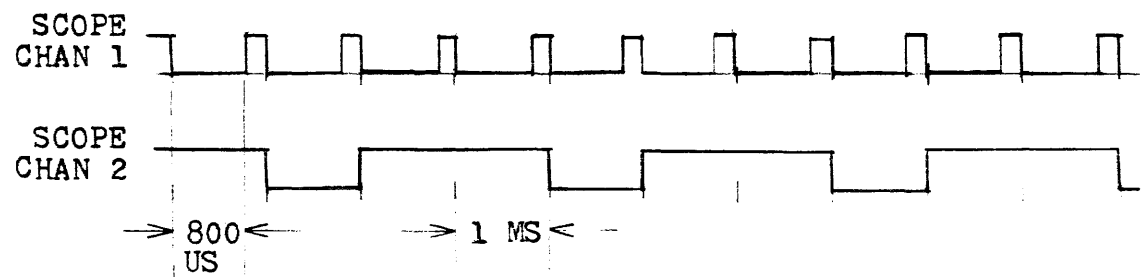 SCOPE
CHAN 1
SCOPE
CHAN 2
800
US
1 MS